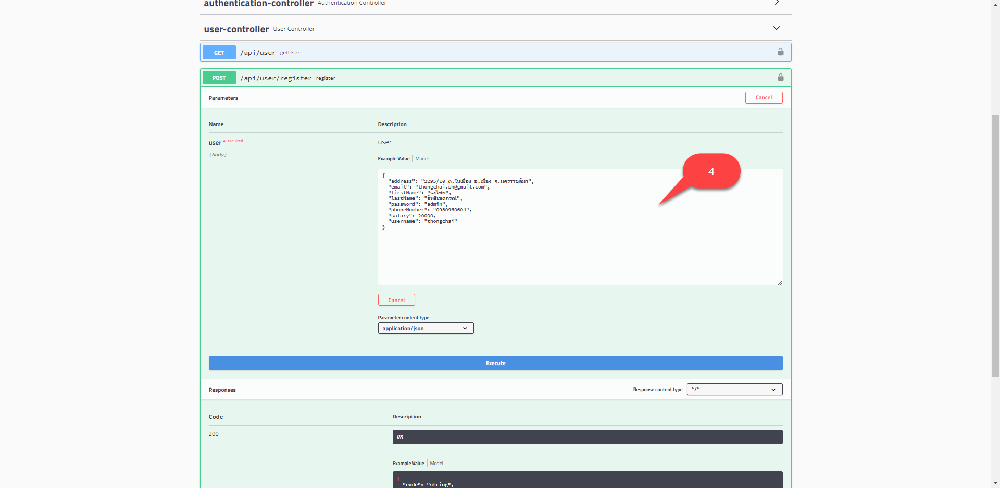 authentication-controller Authentication Controller
user-controller User Controller
GET /api/user getUser
POST /api/user/register register
Parameters Cancel
Name Description
user * required user
(body)
Example Value Model
{
"address": "2295/10 ต.ในเมือง อ.เมือง จ.นครราชสีมา",
"email": "thongchai.sh@gmail.com",
"firstName": "ธงไชย",
"lastName": "สิทธิเขตกรณ์",
"password": "admin",
"phoneNumber": "0980960604",
"salary": 20000,
"username": "thongchai"
}
4
Cancel
Parameter content type
application/json
Execute
Responses Response content type */*
Code Description
200 OK
Example Value Model
{
"code": "string",